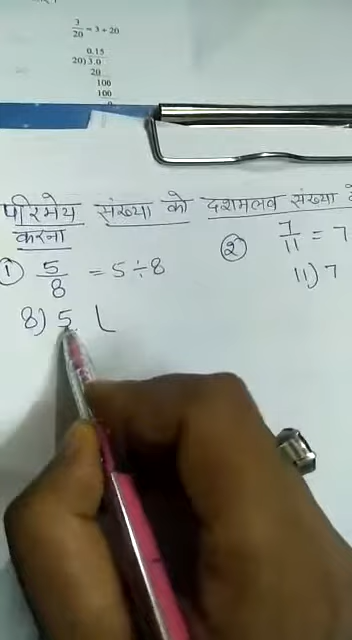 3/20 = 3 ÷ 20
0.15
20)3.0
20
100
100
0
परिमेय संख्या को दशमलव संख्या
करना
① 5/8 = 5÷8
② 7/11 = 7
8) 5. (
11) 7